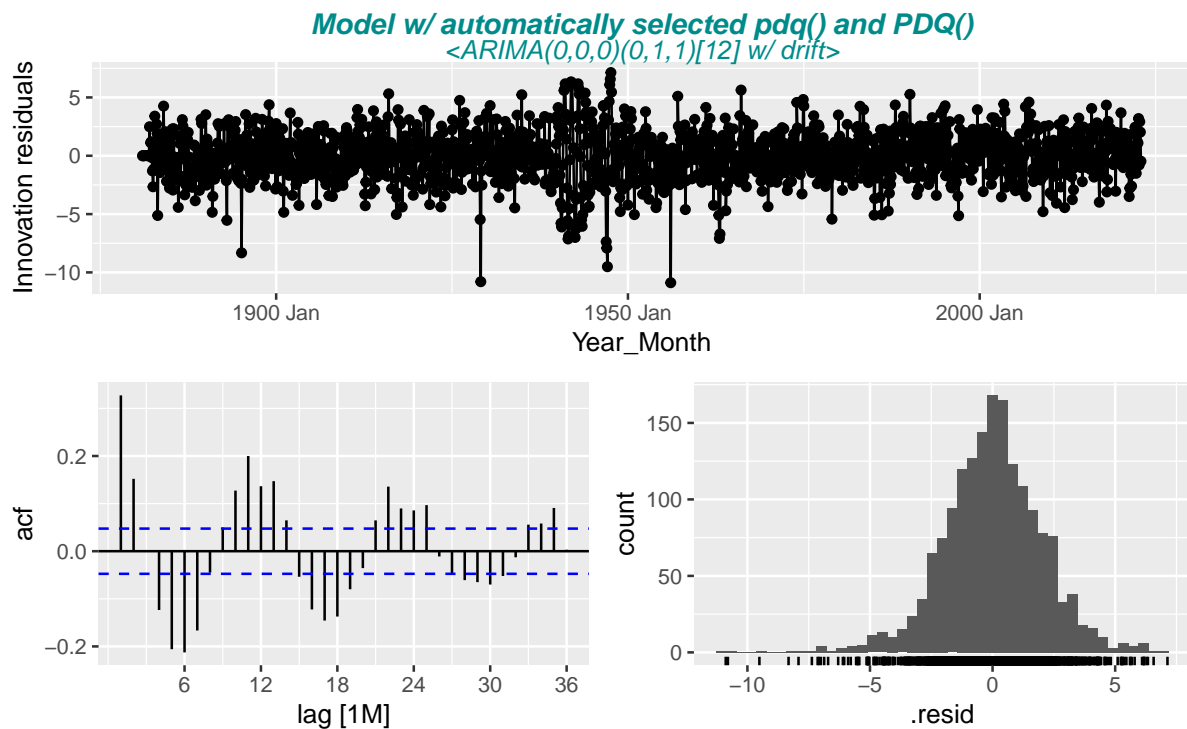 Model w/ automatically selected pdq() and PDQ()
<ARIMA(0,0,0)(0,1,1)[12] w/ drift>
Innovation residuals
5
0
−5
−10
1900 Jan
1950 Jan
2000 Jan
Year_Month
acf
0.2
0.0
−0.2
6
12
18
24
30
36
lag [1M]
count
150
100
50
0
−10
−5
0
5
.resid